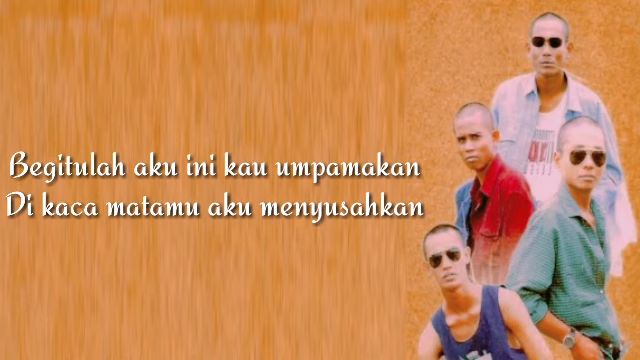 Begitulah aku ini kau umpamakan
Di kaca matamu aku menyusahkan